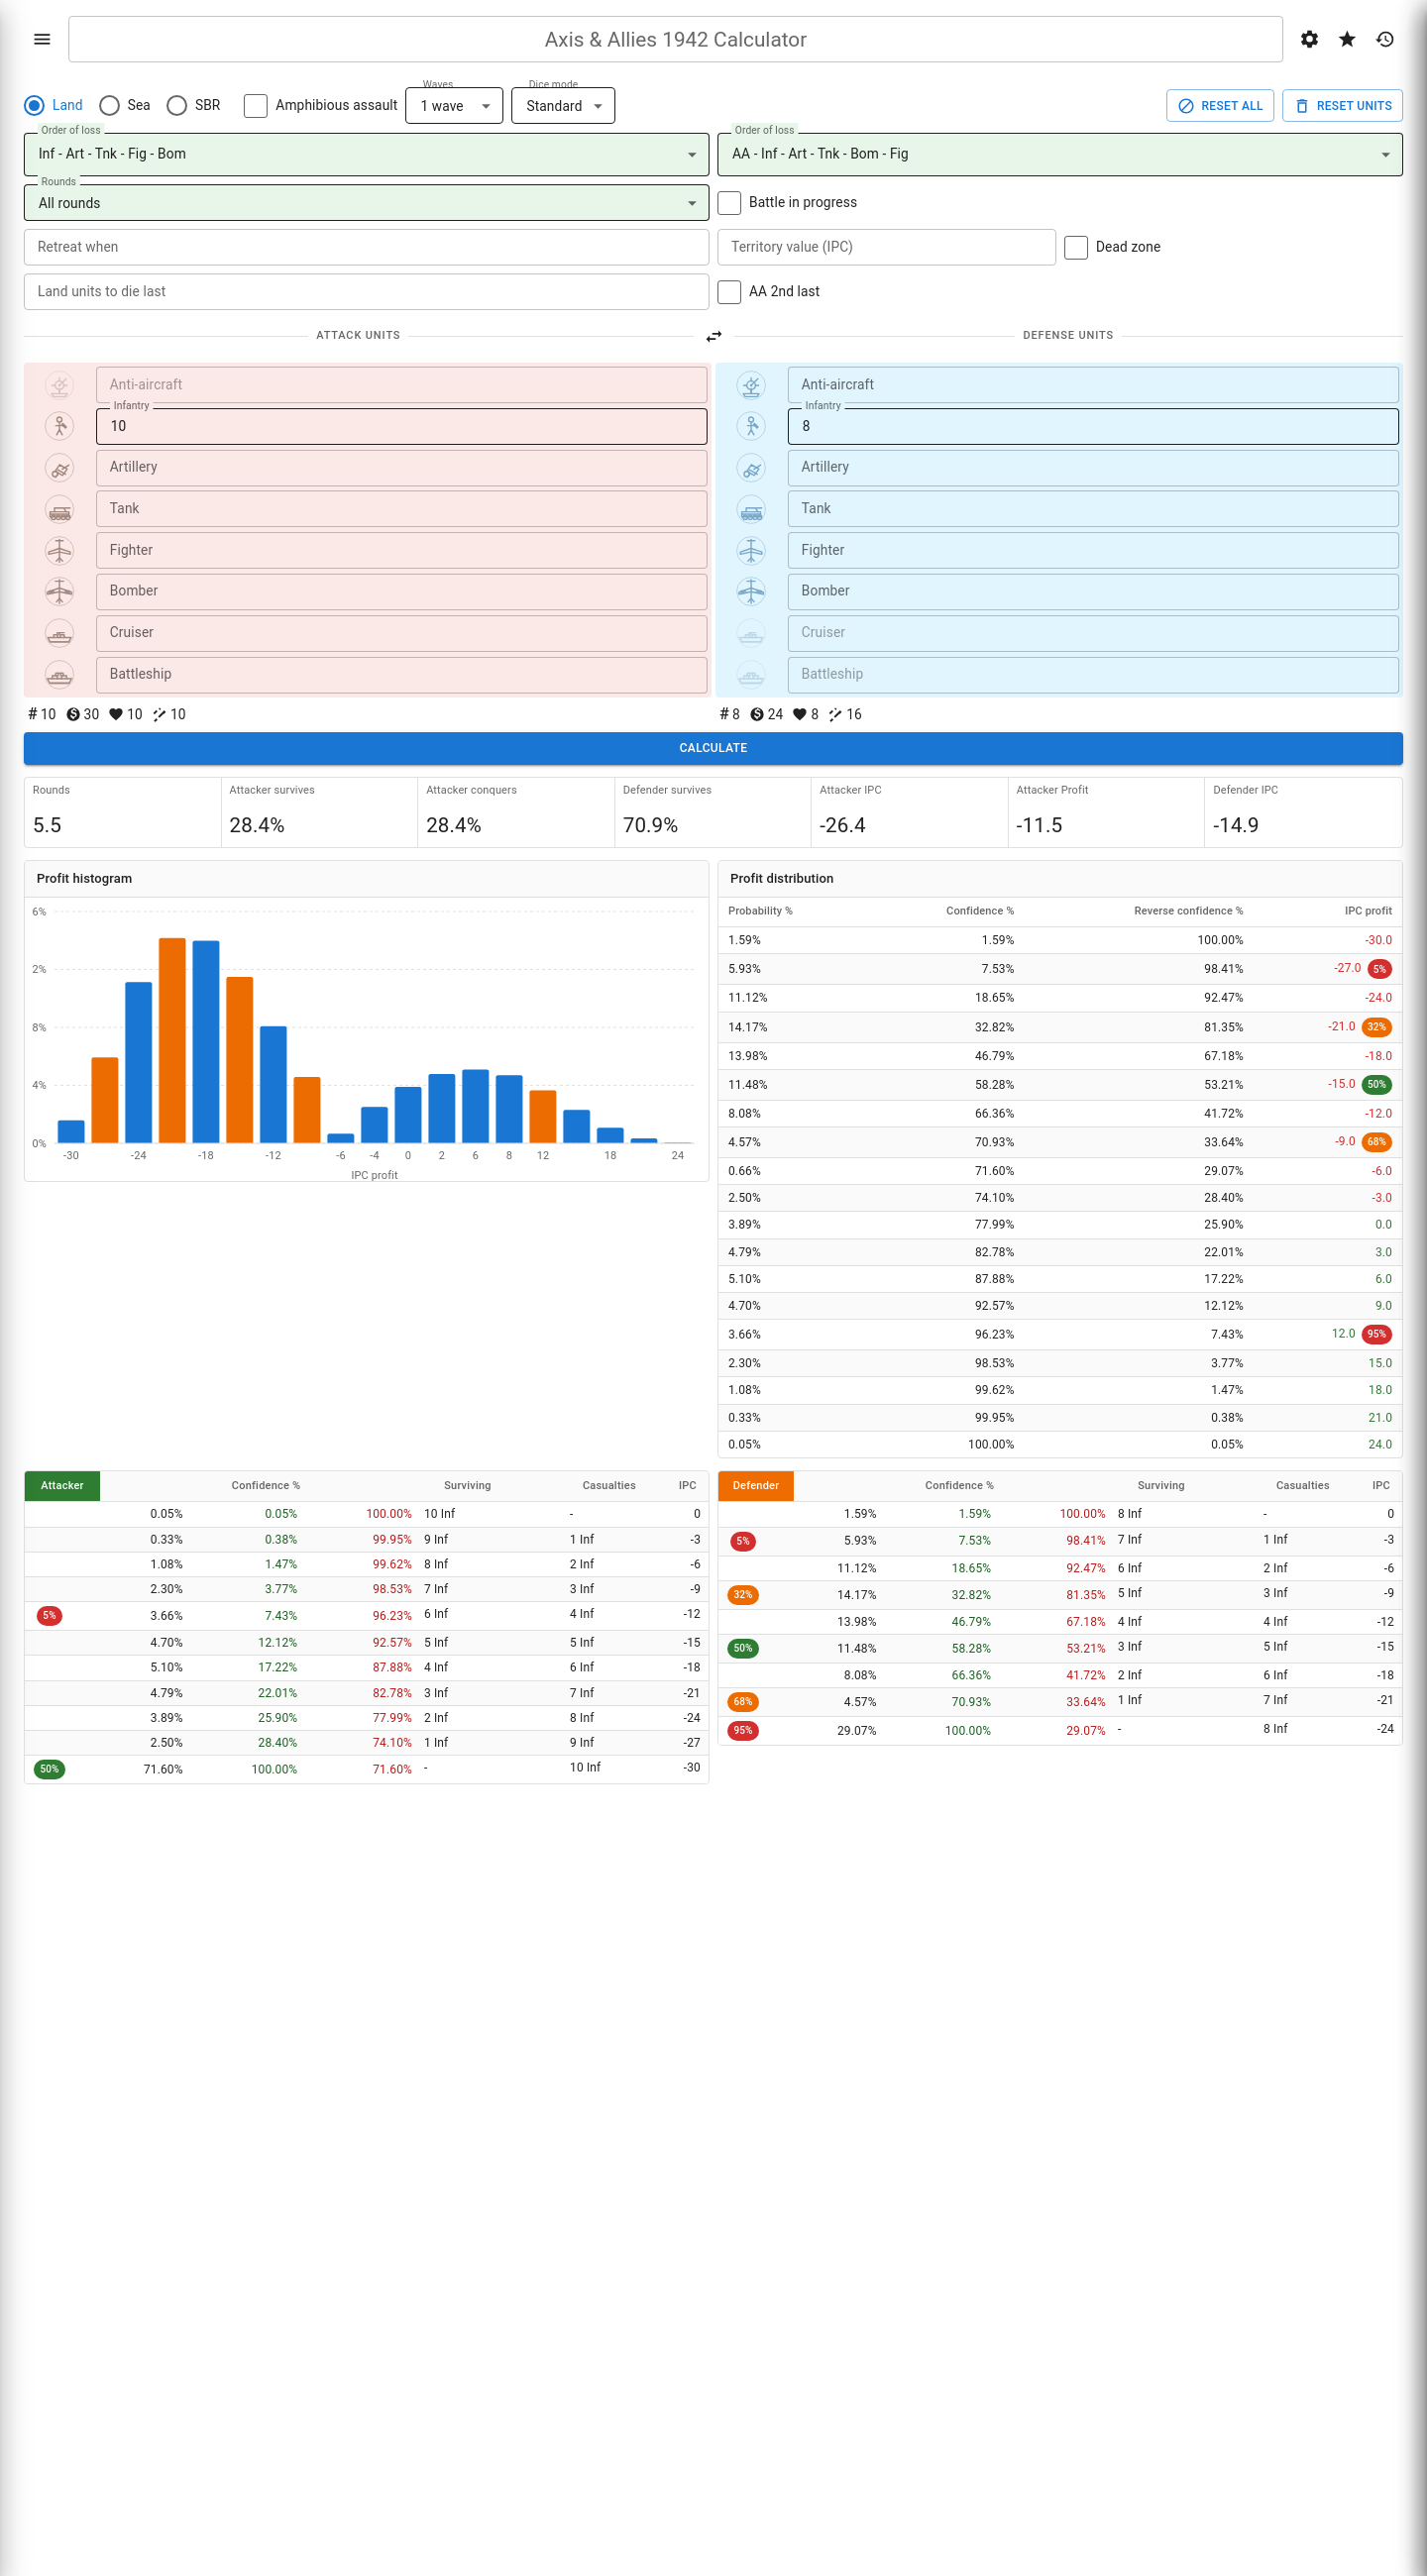 Axis & Allies 1942 Calculator
Land Sea SBR Amphibious assault Waves 1 wave Dice mode Standard RESET ALL RESET UNITS
Order of loss Order of loss
Inf - Art - Tnk - Fig - Bom AA - Inf - Art - Tnk - Bom - Fig
Rounds
All rounds Battle in progress
Retreat when Territory value (IPC) Dead zone
Land units to die last AA 2nd last
ATTACK UNITS DEFENSE UNITS
Anti-aircraft Anti-aircraft
Infantry Infantry
10 8
Artillery Artillery
Tank Tank
Fighter Fighter
Bomber Bomber
Cruiser Cruiser
Battleship Battleship
# 10 30 10 10 # 8 24 8 16
CALCULATE
Rounds Attacker survives Attacker conquers Defender survives Attacker IPC Attacker Profit Defender IPC
5.5 28.4% 28.4% 70.9% -26.4 -11.5 -14.9
Profit histogram
6%
2%
8%
4%
0%
-30 -24 -18 -12 -6 -4 0 2 6 8 12 18 24
IPC profit
Profit distribution
Probability % Confidence % Reverse confidence % IPC profit
1.59% 1.59% 100.00% -30.0
5.93% 7.53% 98.41% -27.0 5%
11.12% 18.65% 92.47% -24.0
14.17% 32.82% 81.35% -21.0 32%
13.98% 46.79% 67.18% -18.0
11.48% 58.28% 53.21% -15.0 50%
8.08% 66.36% 41.72% -12.0
4.57% 70.93% 33.64% -9.0 68%
0.66% 71.60% 29.07% -6.0
2.50% 74.10% 28.40% -3.0
3.89% 77.99% 25.90% 0.0
4.79% 82.78% 22.01% 3.0
5.10% 87.88% 17.22% 6.0
4.70% 92.57% 12.12% 9.0
3.66% 96.23% 7.43% 12.0 95%
2.30% 98.53% 3.77% 15.0
1.08% 99.62% 1.47% 18.0
0.33% 99.95% 0.38% 21.0
0.05% 100.00% 0.05% 24.0
Attacker Confidence % Surviving Casualties IPC
0.05% 0.05% 100.00% 10 Inf - 0
0.33% 0.38% 99.95% 9 Inf 1 Inf -3
1.08% 1.47% 99.62% 8 Inf 2 Inf -6
2.30% 3.77% 98.53% 7 Inf 3 Inf -9
5% 3.66% 7.43% 96.23% 6 Inf 4 Inf -12
4.70% 12.12% 92.57% 5 Inf 5 Inf -15
5.10% 17.22% 87.88% 4 Inf 6 Inf -18
4.79% 22.01% 82.78% 3 Inf 7 Inf -21
3.89% 25.90% 77.99% 2 Inf 8 Inf -24
2.50% 28.40% 74.10% 1 Inf 9 Inf -27
50% 71.60% 100.00% 71.60% - 10 Inf -30
Defender Confidence % Surviving Casualties IPC
1.59% 1.59% 100.00% 8 Inf - 0
5% 5.93% 7.53% 98.41% 7 Inf 1 Inf -3
11.12% 18.65% 92.47% 6 Inf 2 Inf -6
32% 14.17% 32.82% 81.35% 5 Inf 3 Inf -9
13.98% 46.79% 67.18% 4 Inf 4 Inf -12
50% 11.48% 58.28% 53.21% 3 Inf 5 Inf -15
8.08% 66.36% 41.72% 2 Inf 6 Inf -18
68% 4.57% 70.93% 33.64% 1 Inf 7 Inf -21
95% 29.07% 100.00% 29.07% - 8 Inf -24